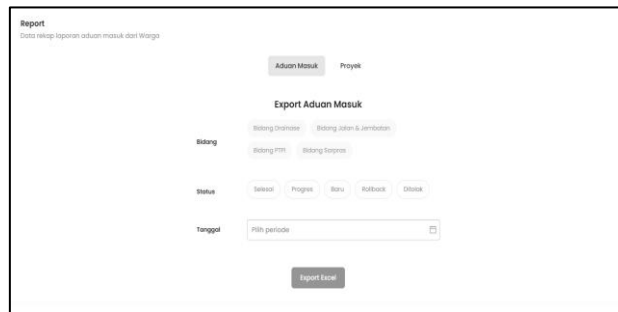 Report
Data rekap laporan aduan masuk dari Warga
Aduan Masuk Proyek
Export Aduan Masuk
Bidang Drainase Bidang Jalan & Jembatan
Bidang
Bidang PTPI Bidang Sarpras
Status Selesai Progres Baru Rollback Ditolak
Tanggal Pilih periode
Export Excel